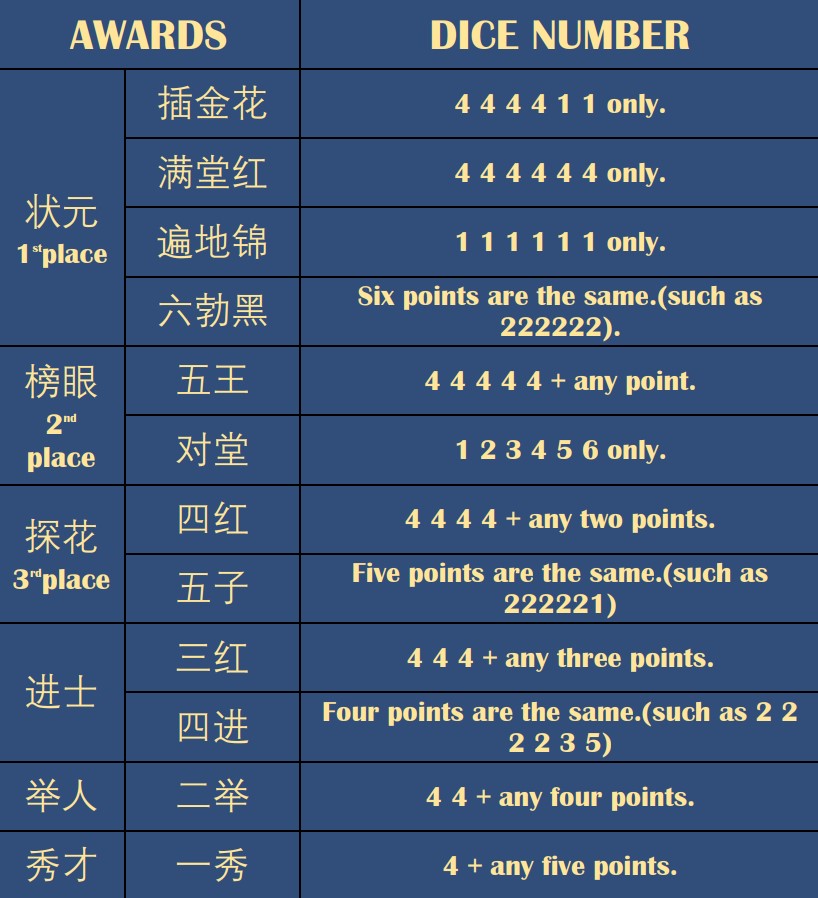 AWARDS
DICE NUMBER
状元
1st place
插金花
4 4 4 4 1 1 only.
满堂红
4 4 4 4 4 4 only.
遍地锦
1 1 1 1 1 1 only.
六勃黑
Six points are the same.(such as
222222).
榜眼
2nd
place
五王
4 4 4 4 4 + any point.
对堂
1 2 3 4 5 6 only.
探花
3rd place
四红
4 4 4 4 + any two points.
五子
Five points are the same.(such as
222221)
进士
三红
4 4 4 + any three points.
四进
Four points are the same.(such as 2 2
2 2 3 5)
举人
二举
4 4 + any four points.
秀才
一秀
4 + any five points.